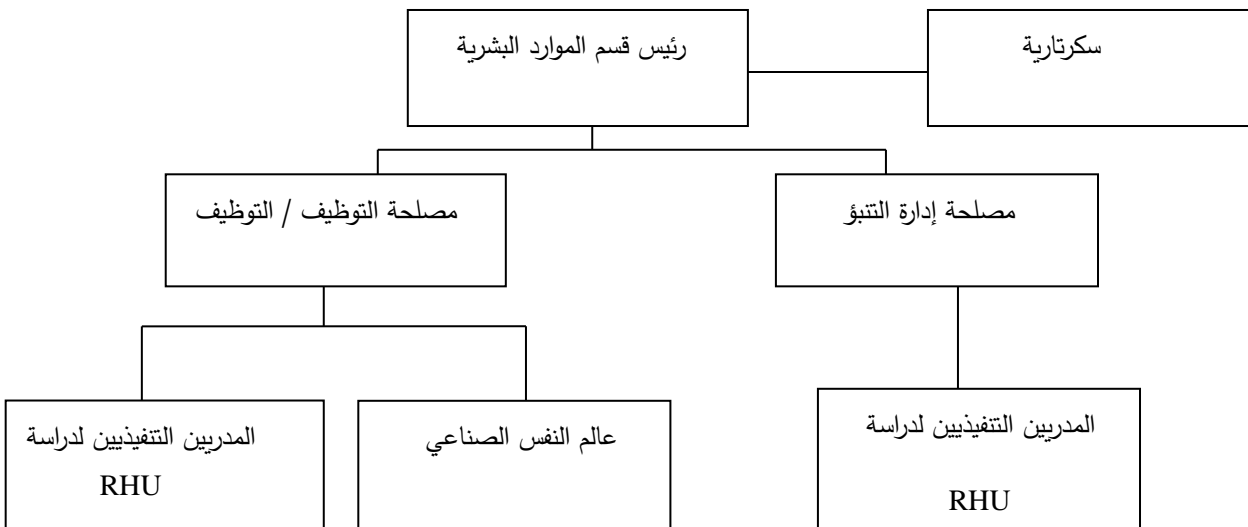 سكرتارية
رئيس قسم الموارد البشرية
مصلحة إدارة التنبؤ
مصلحة التوظيف / التوظيف
المدربين التنفيذيين لدراسة
RHU
عالم النفس الصناعي
المدربين التنفيذيين لدراسة
RHU